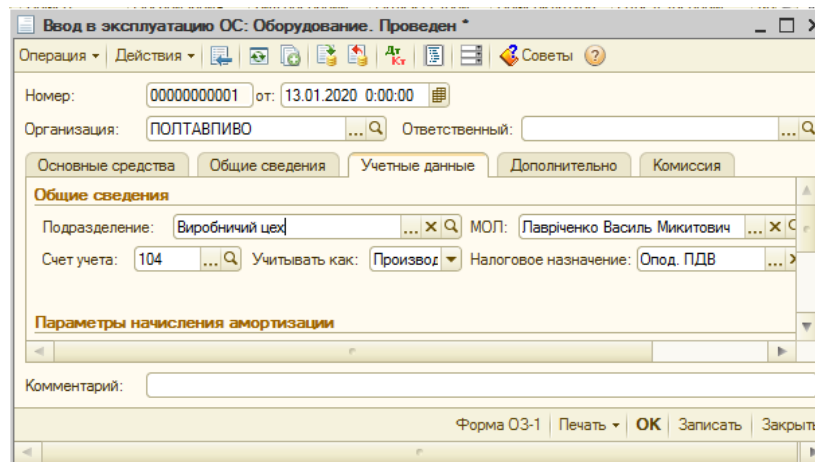 Ввод в эксплуатацию ОС: Оборудование. Проведен *
Операция Действия Дт Кт Советы ?
Номер: 00000000001 от: 13.01.2020 0:00:00
Организация: ПОЛТАВПИВО ... Ответственный: ...
Основные средства Общие сведения Учетные данные Дополнительно Комиссия
Общие сведения
Подразделение: Виробничий цех ... МОЛ: Лавріченко Василь Микитович ...
Счет учета: 104 ... Учитывать как: Производ Налоговое назначение: Опод. ПДВ ...
Параметры начисления амортизации
Комментарий:
Форма ОЗ-1 Печать OK Записать Закрыть